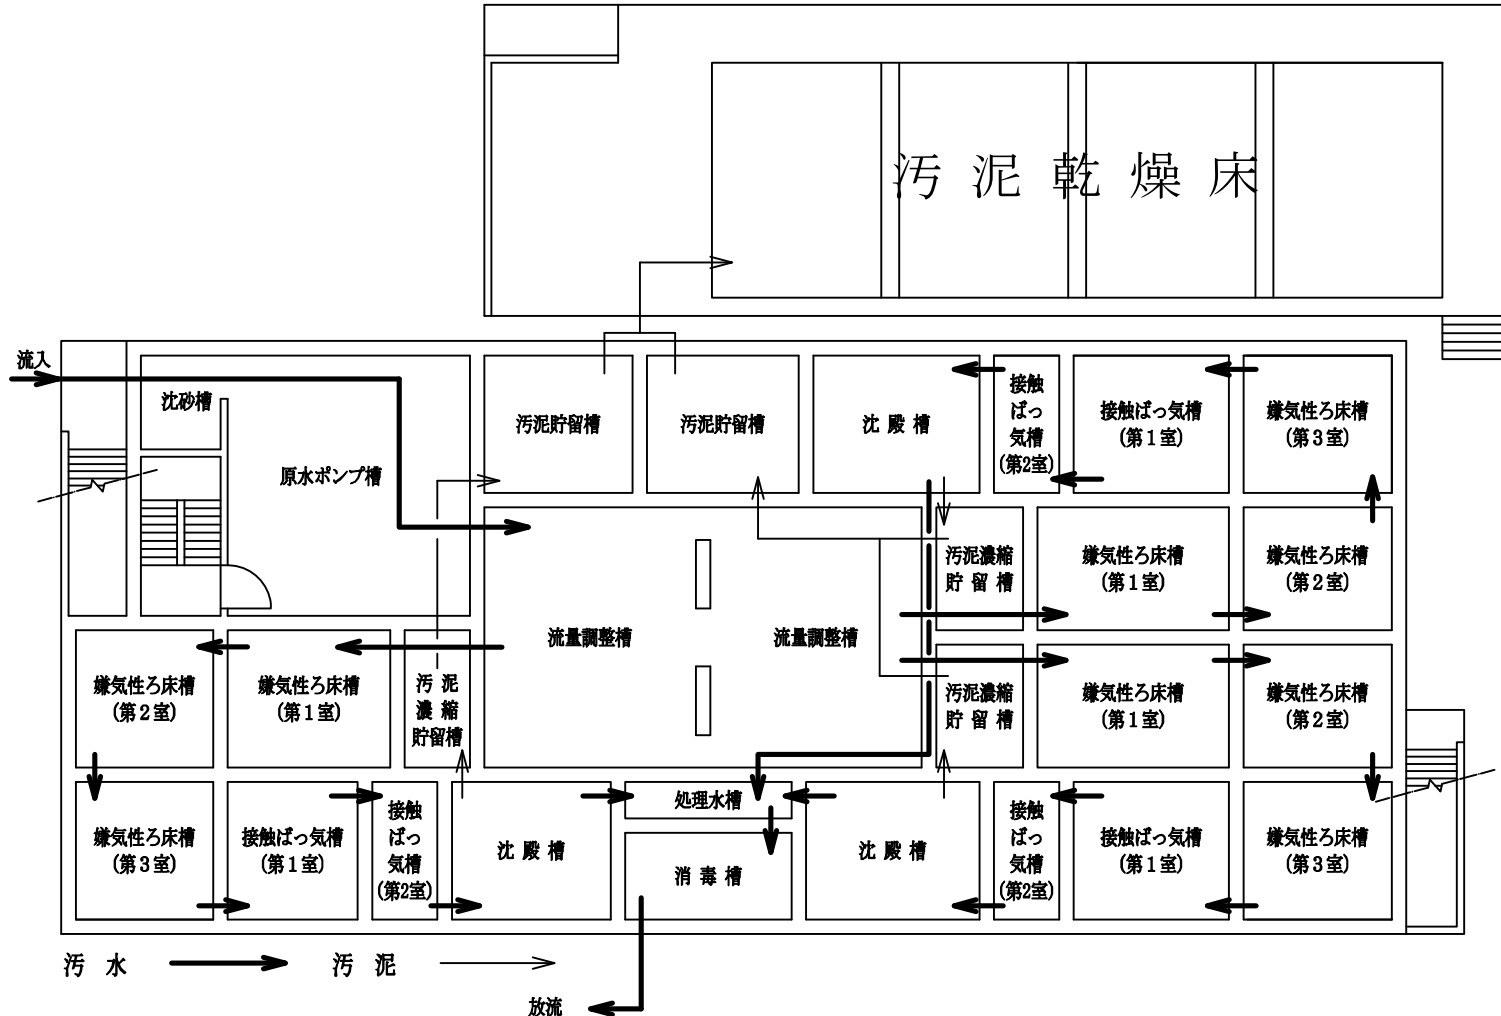 汚泥乾燥床
流入
沈砂槽
原水ポンプ槽
汚泥貯留槽
汚泥貯留槽
沈殿槽
接触
ばっ
気槽
(第2室)
接触ばっ気槽
(第1室)
嫌気性ろ床槽
(第3室)
汚泥濃縮
貯留槽
嫌気性ろ床槽
(第1室)
嫌気性ろ床槽
(第2室)
流量調整槽
流量調整槽
嫌気性ろ床槽
(第2室)
嫌気性ろ床槽
(第1室)
汚泥
濃縮
貯留槽
汚泥濃縮
貯留槽
嫌気性ろ床槽
(第1室)
嫌気性ろ床槽
(第2室)
嫌気性ろ床槽
(第3室)
接触ばっ気槽
(第1室)
接触
ばっ
気槽
(第2室)
沈殿槽
処理水槽
消毒槽
沈殿槽
接触
ばっ
気槽
(第2室)
接触ばっ気槽
(第1室)
嫌気性ろ床槽
(第3室)
汚水
汚泥
放流